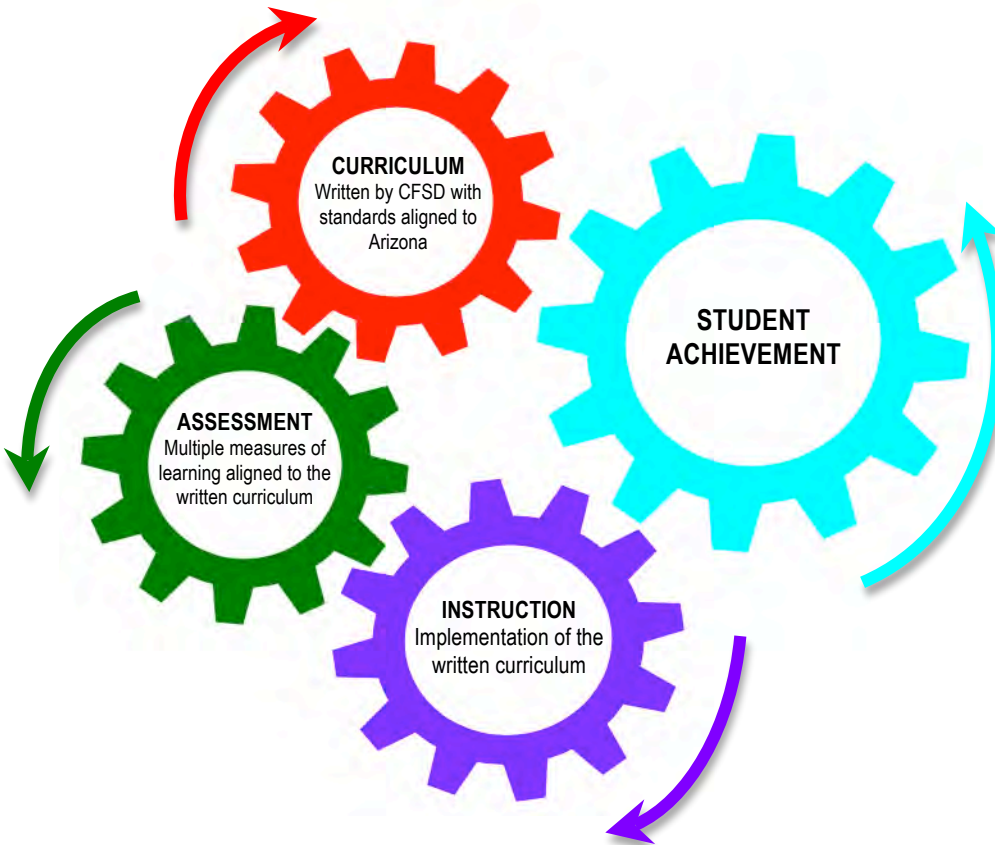 CURRICULUM
Written by CFSD with
standards aligned to
Arizona
STUDENT
ACHIEVEMENT
ASSESSMENT
Multiple measures of
learning aligned to the
written curriculum
INSTRUCTION
Implementation of the
written curriculum